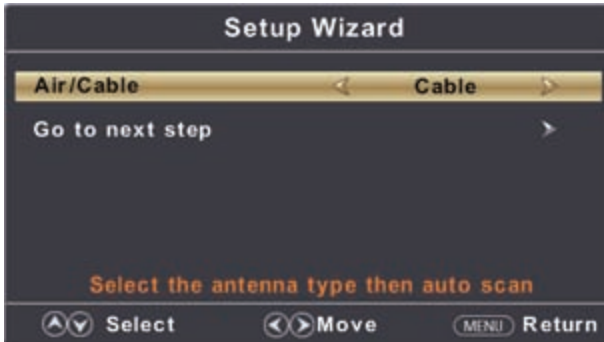 Setup Wizard
Air/Cable Cable
Go to next step
Select the antenna type then auto scan
Select Move MENU Return